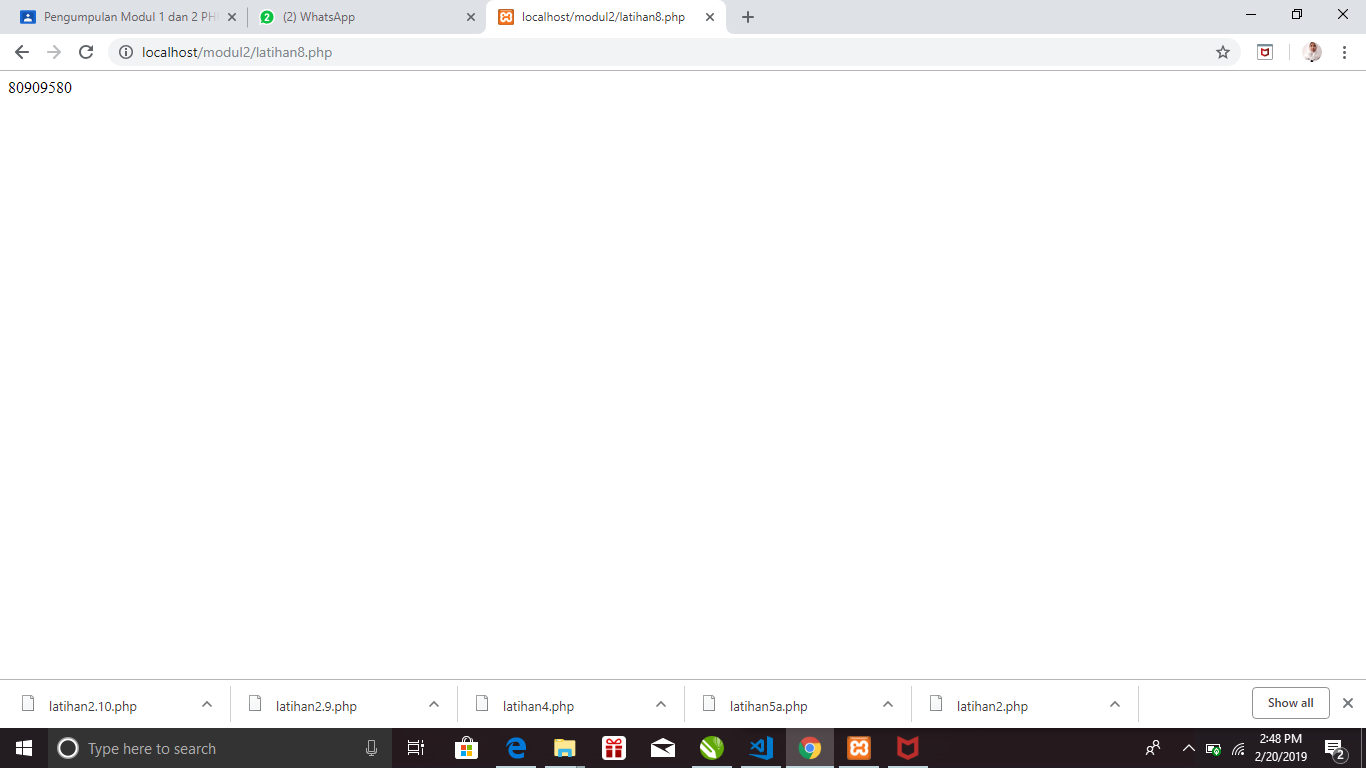 Pengumpulan Modul 1 dan 2 PH
2 (2) WhatsApp
localhost/modul2/latihan8.php
localhost/modul2/latihan8.php
80909580
latihan2.10.php
latihan2.9.php
latihan4.php
latihan5a.php
latihan2.php
Show all
Type here to search
2:48 PM
2/20/2019
2